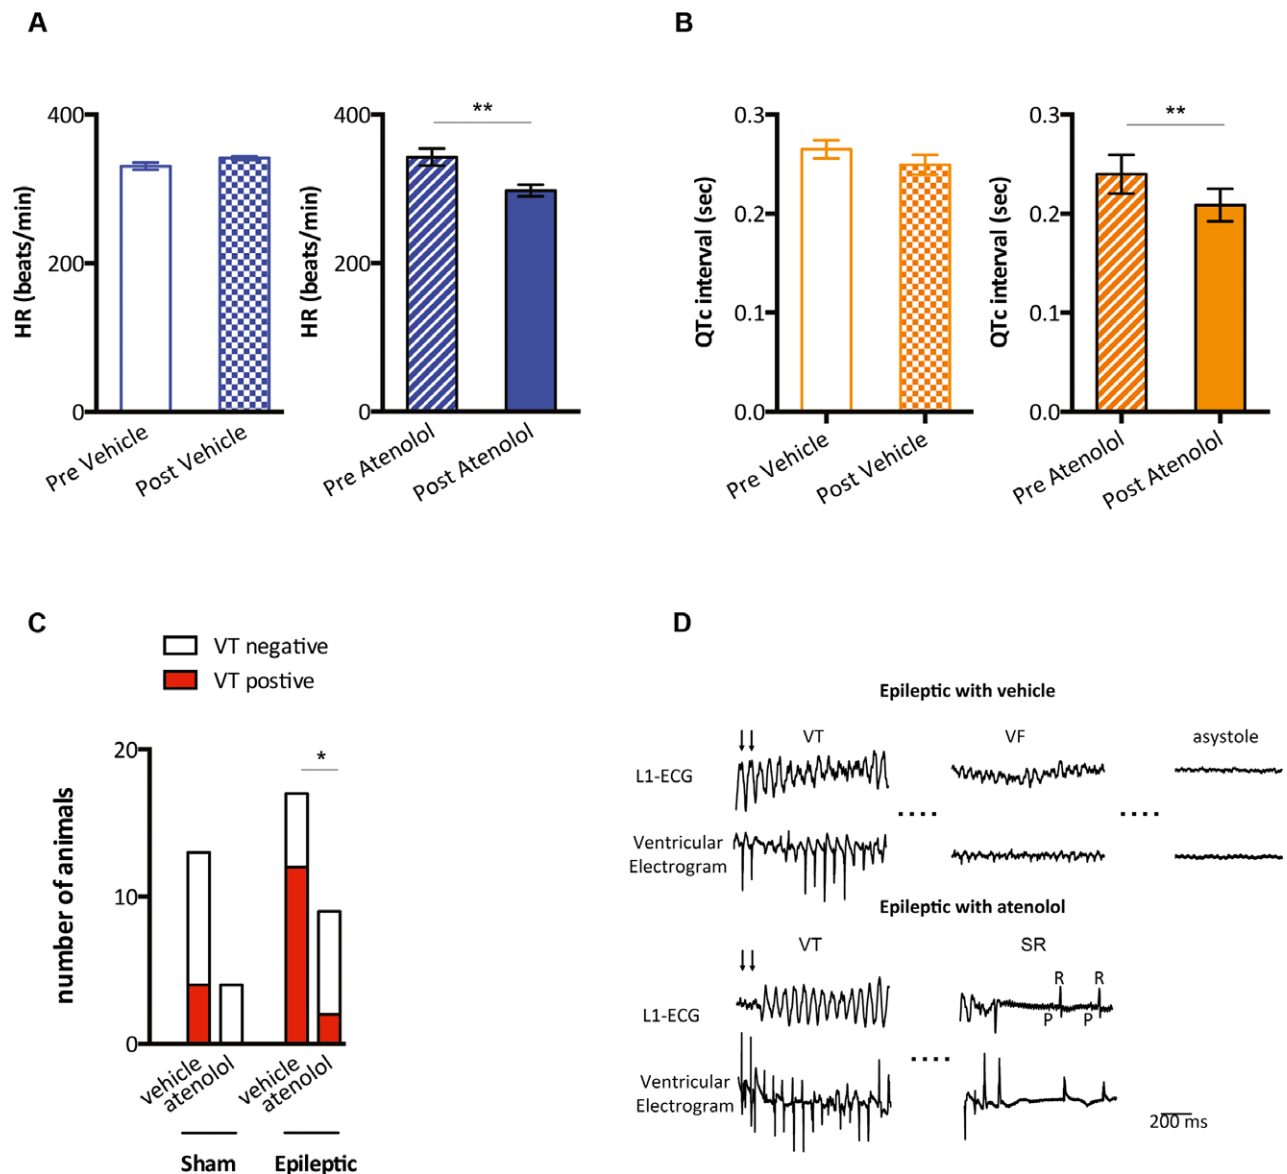 A
B
400
200
0
HR (beats/min)
Pre Vehicle
Post Vehicle
400
200
0
HR (beats/min)
**
Pre Atenolol
Post Atenolol
0.3
0.2
0.1
0.0
QTc interval (sec)
Pre Vehicle
Post Vehicle
0.3
0.2
0.1
0.0
QTc interval (sec)
**
Pre Atenolol
Post Atenolol
C
VT negative
VT postive
20
10
0
number of animals
*
vehicle
atenolol
vehicle
atenolol
Sham
Epileptic
D
Epileptic with vehicle
VT
VF
asystole
L1-ECG
Ventricular
Electrogram
Epileptic with atenolol
VT
SR
L1-ECG
R
R
P
P
Ventricular
Electrogram
200 ms